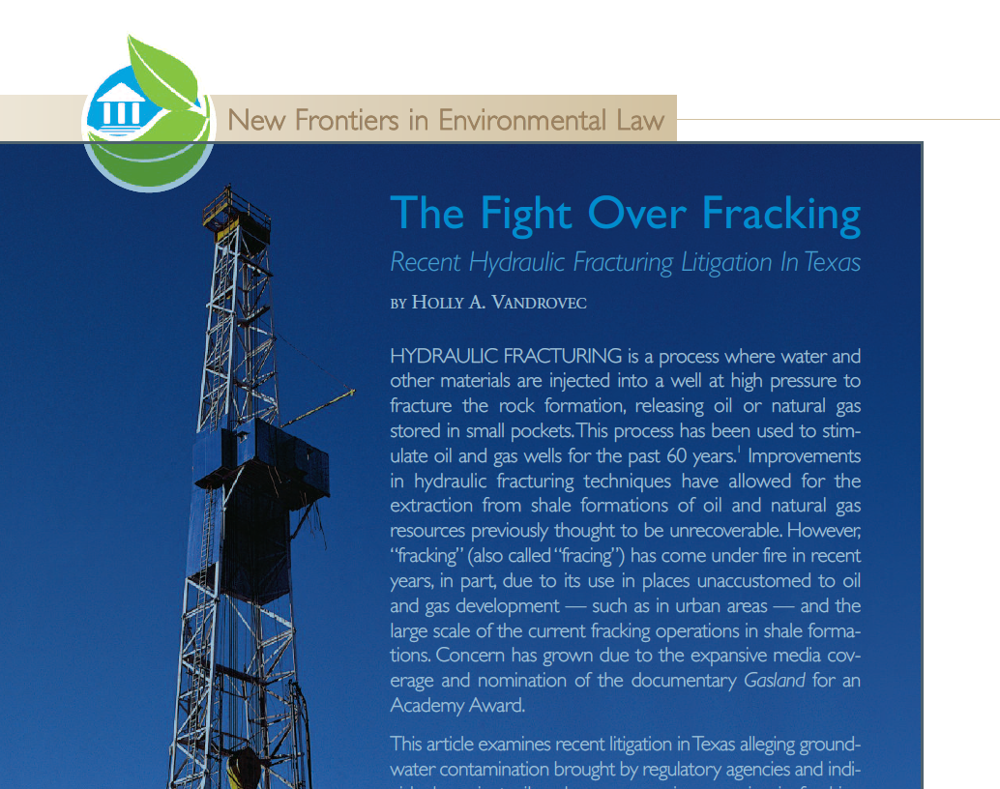 New Frontiers in Environmental Law
The Fight Over Fracking
Recent Hydraulic Fracturing Litigation In Texas
BY HOLLY A. VANDROVEC
HYDRAULIC FRACTURING is a process where water and
other materials are injected into a well at high pressure to
fracture the rock formation, releasing oil or natural gas
stored in small pockets. This process has been used to stim-
ulate oil and gas wells for the past 60 years.¹ Improvements
in hydraulic fracturing techniques have allowed for the
extraction from shale formations of oil and natural gas
resources previously thought to be unrecoverable. However,
“fracking” (also called “fracing”) has come under fire in recent
years, in part, due to its use in places unaccustomed to oil
and gas development — such as in urban areas — and the
large scale of the current fracking operations in shale forma-
tions. Concern has grown due to the expansive media cov-
erage and nomination of the documentary Gasland for an
Academy Award.
This article examines recent litigation in Texas alleging ground-
water contamination brought by regulatory agencies and indi-